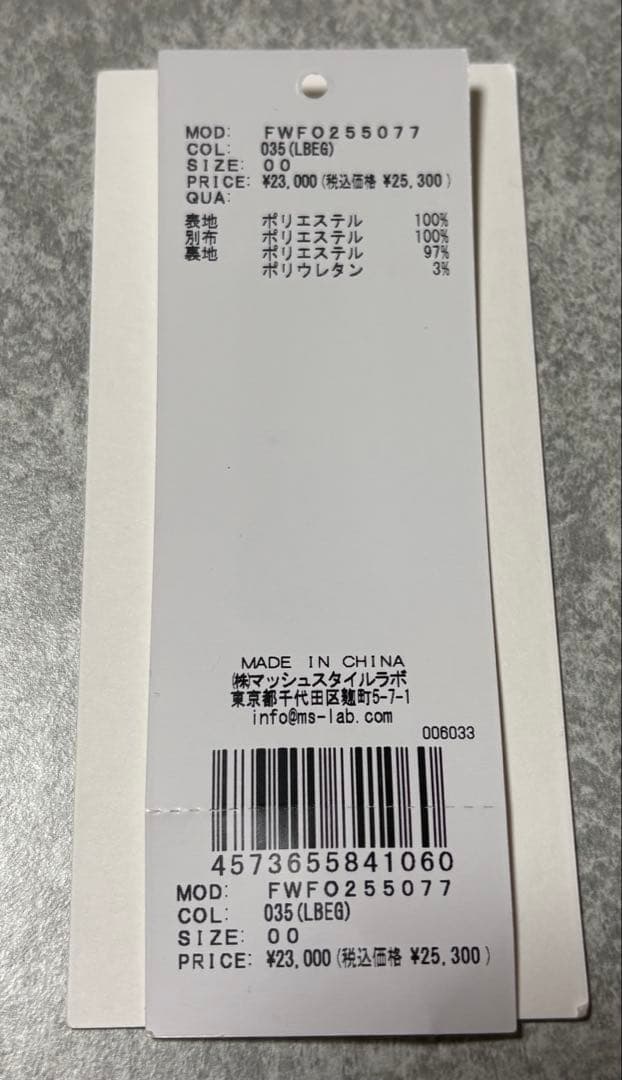 MOD: FWFO255077
COL: 035(LBEG)
SIZE: 00
PRICE: ¥23,000(税込価格 ¥25,300)
QUA:
表地 ポリエステル 100%
別布 ポリエステル 100%
裏地 ポリエステル 97%
ポリウレタン 3%
MADE IN CHINA
㈱マッシュスタイルラボ
東京都千代田区麹町5-7-1
info@ms-lab.com
006033
4573655841060
MOD: FWFO255077
COL: 035(LBEG)
SIZE: 00
PRICE: ¥23,000(税込価格 ¥25,300)